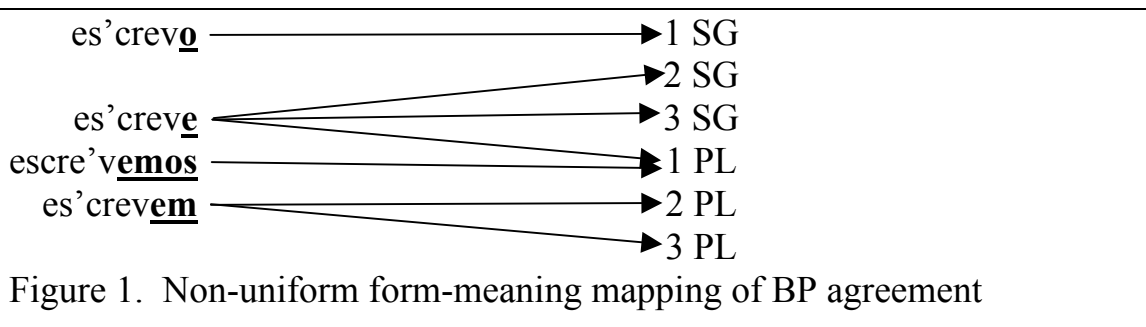 es’crevo 1 SG
2 SG
es’creve 3 SG
escre’vemos 1 PL
es’crevem 2 PL
3 PL
Figure 1. Non-uniform form-meaning mapping of BP agreement